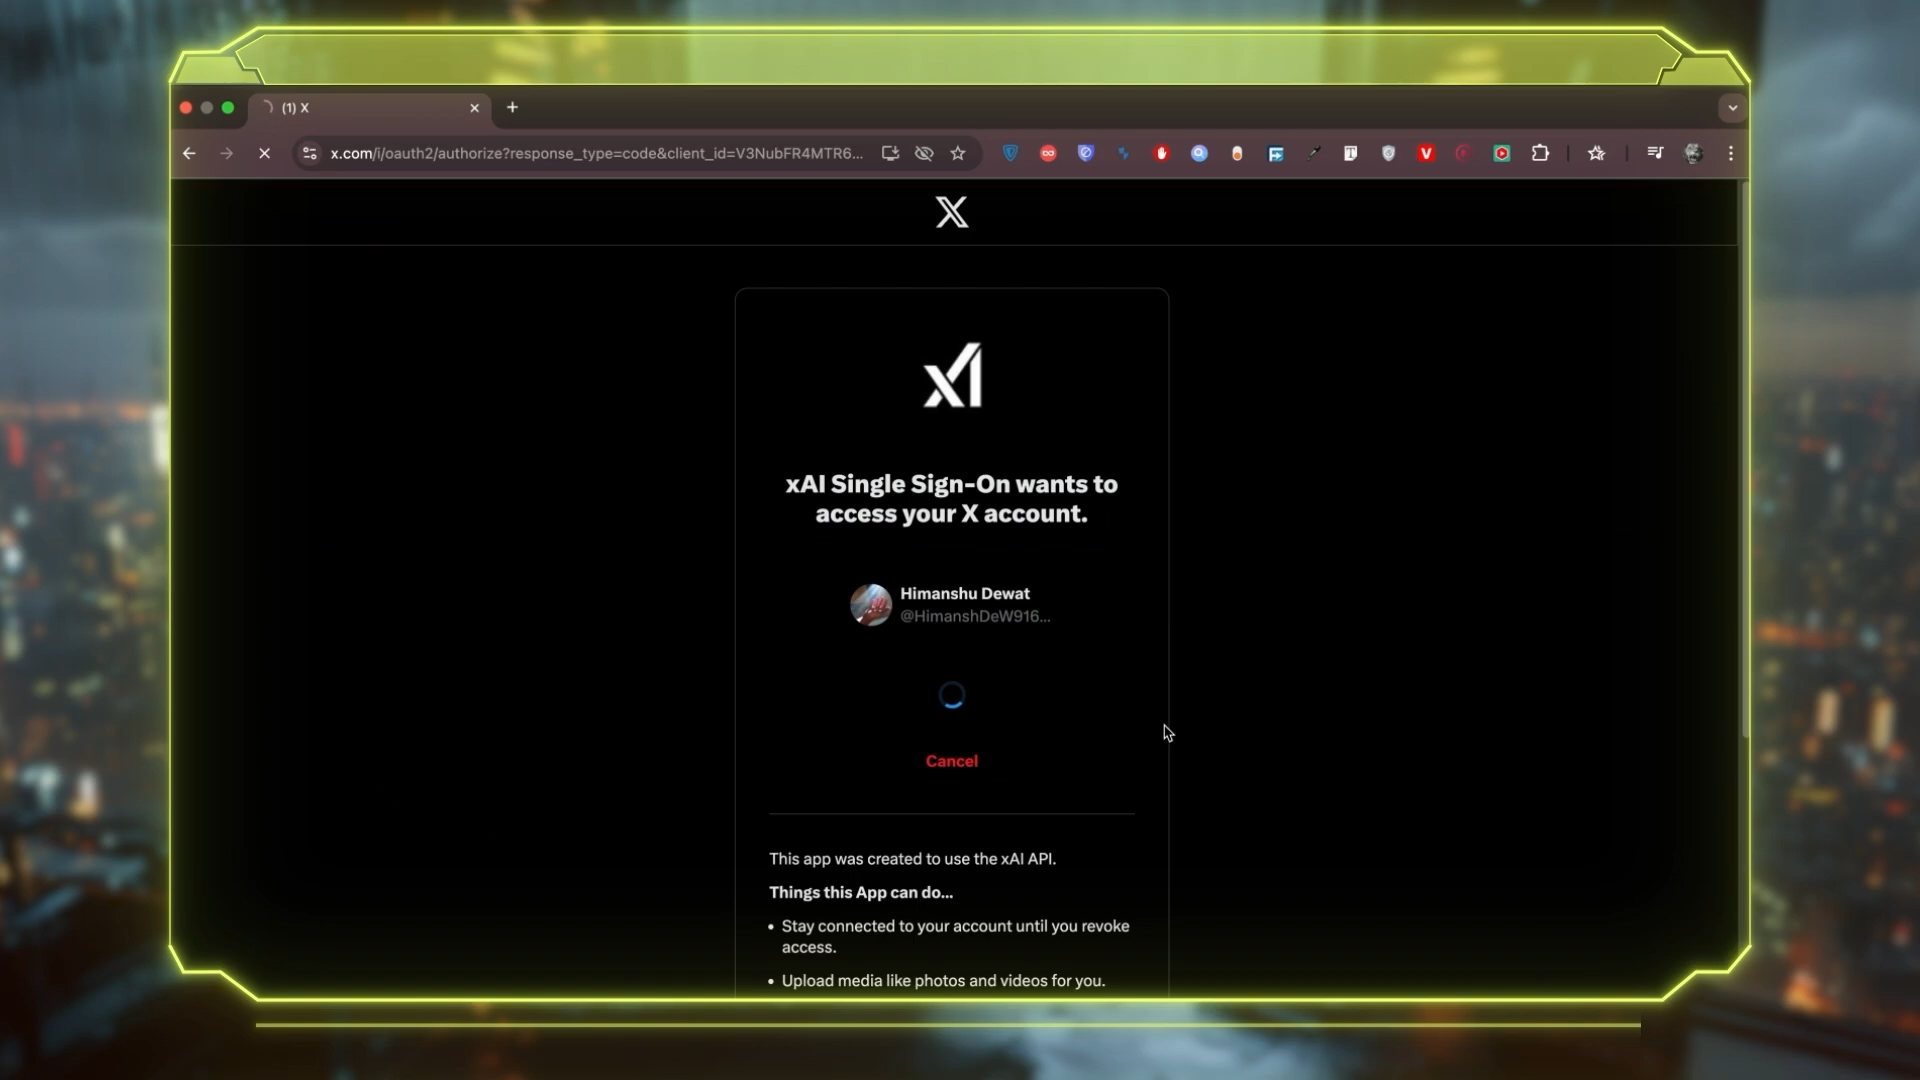 (1) X
x.com/i/oauth2/authorize?response_type=code&client_id=V3NubFR4MTR6...
xAI Single Sign-On wants to
access your X account.
Himanshu Dewat
@HimanshDeW916...
Cancel
This app was created to use the xAI API.
Things this App can do...
• Stay connected to your account until you revoke
access.
• Upload media like photos and videos for you.